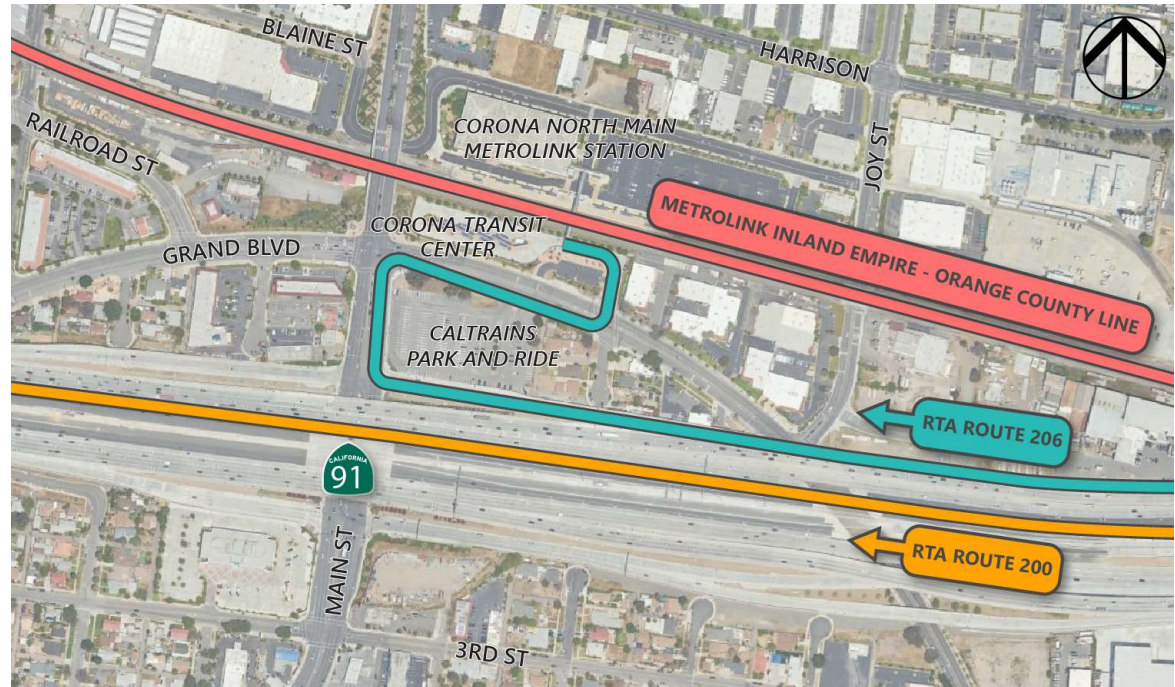 BLAINE ST
HARRISON
RAILROAD ST
CORONA NORTH MAIN
METROLINK STATION
JOY ST
METROLINK INLAND EMPIRE - ORANGE COUNTY LINE
CORONA TRANSIT
CENTER
GRAND BLVD
CALTRAINS
PARK AND RIDE
RTA ROUTE 206
CALIFORNIA
91
RTA ROUTE 200
MAIN ST
3RD ST